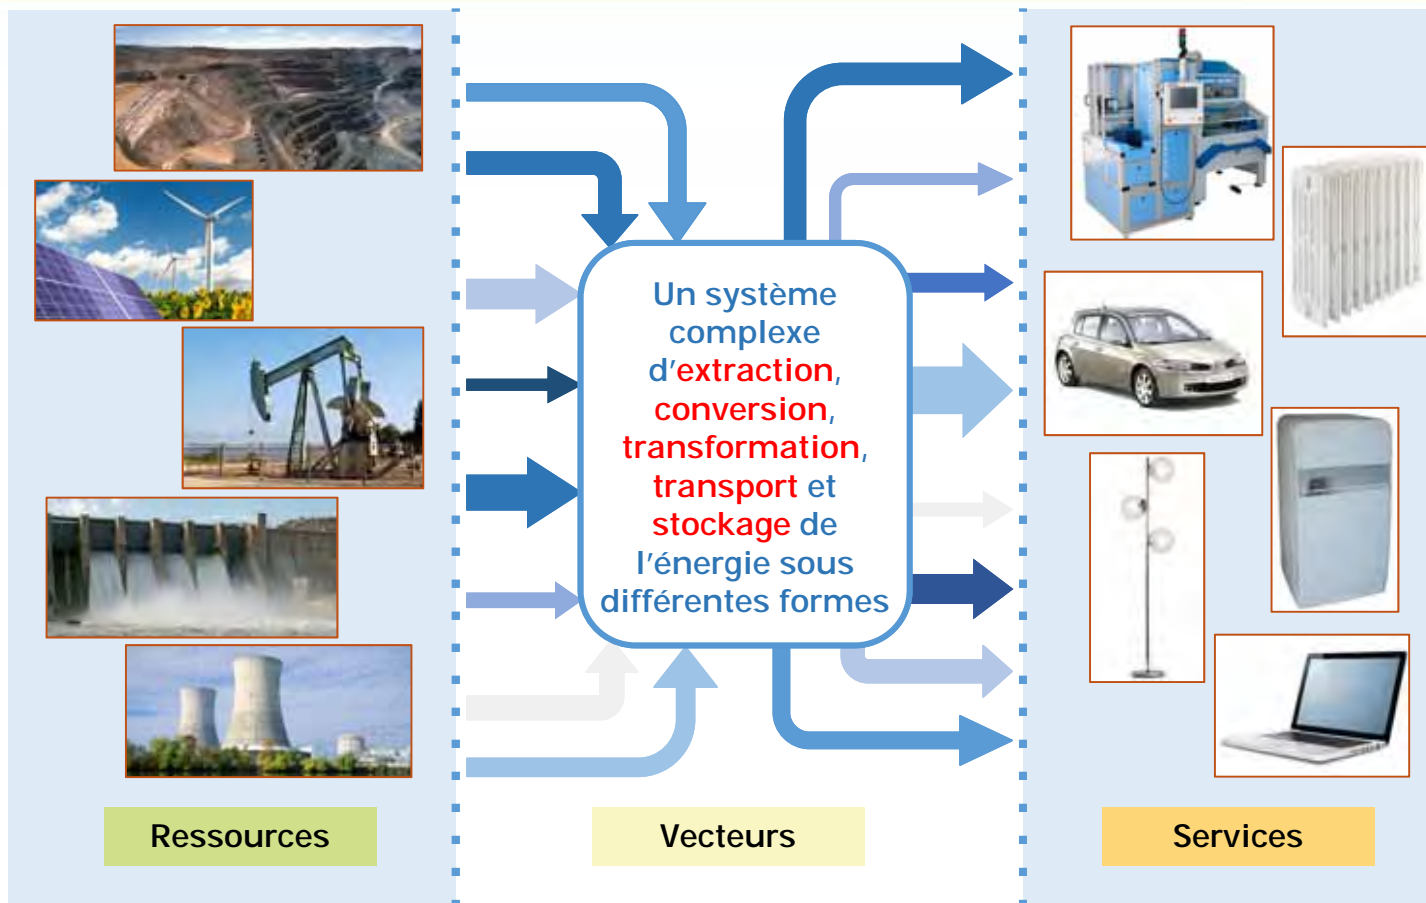 Un système
complexe
d'extraction,
conversion,
transformation,
transport et
stockage de
l'énergie sous
différentes formes
Ressources
Vecteurs
Services